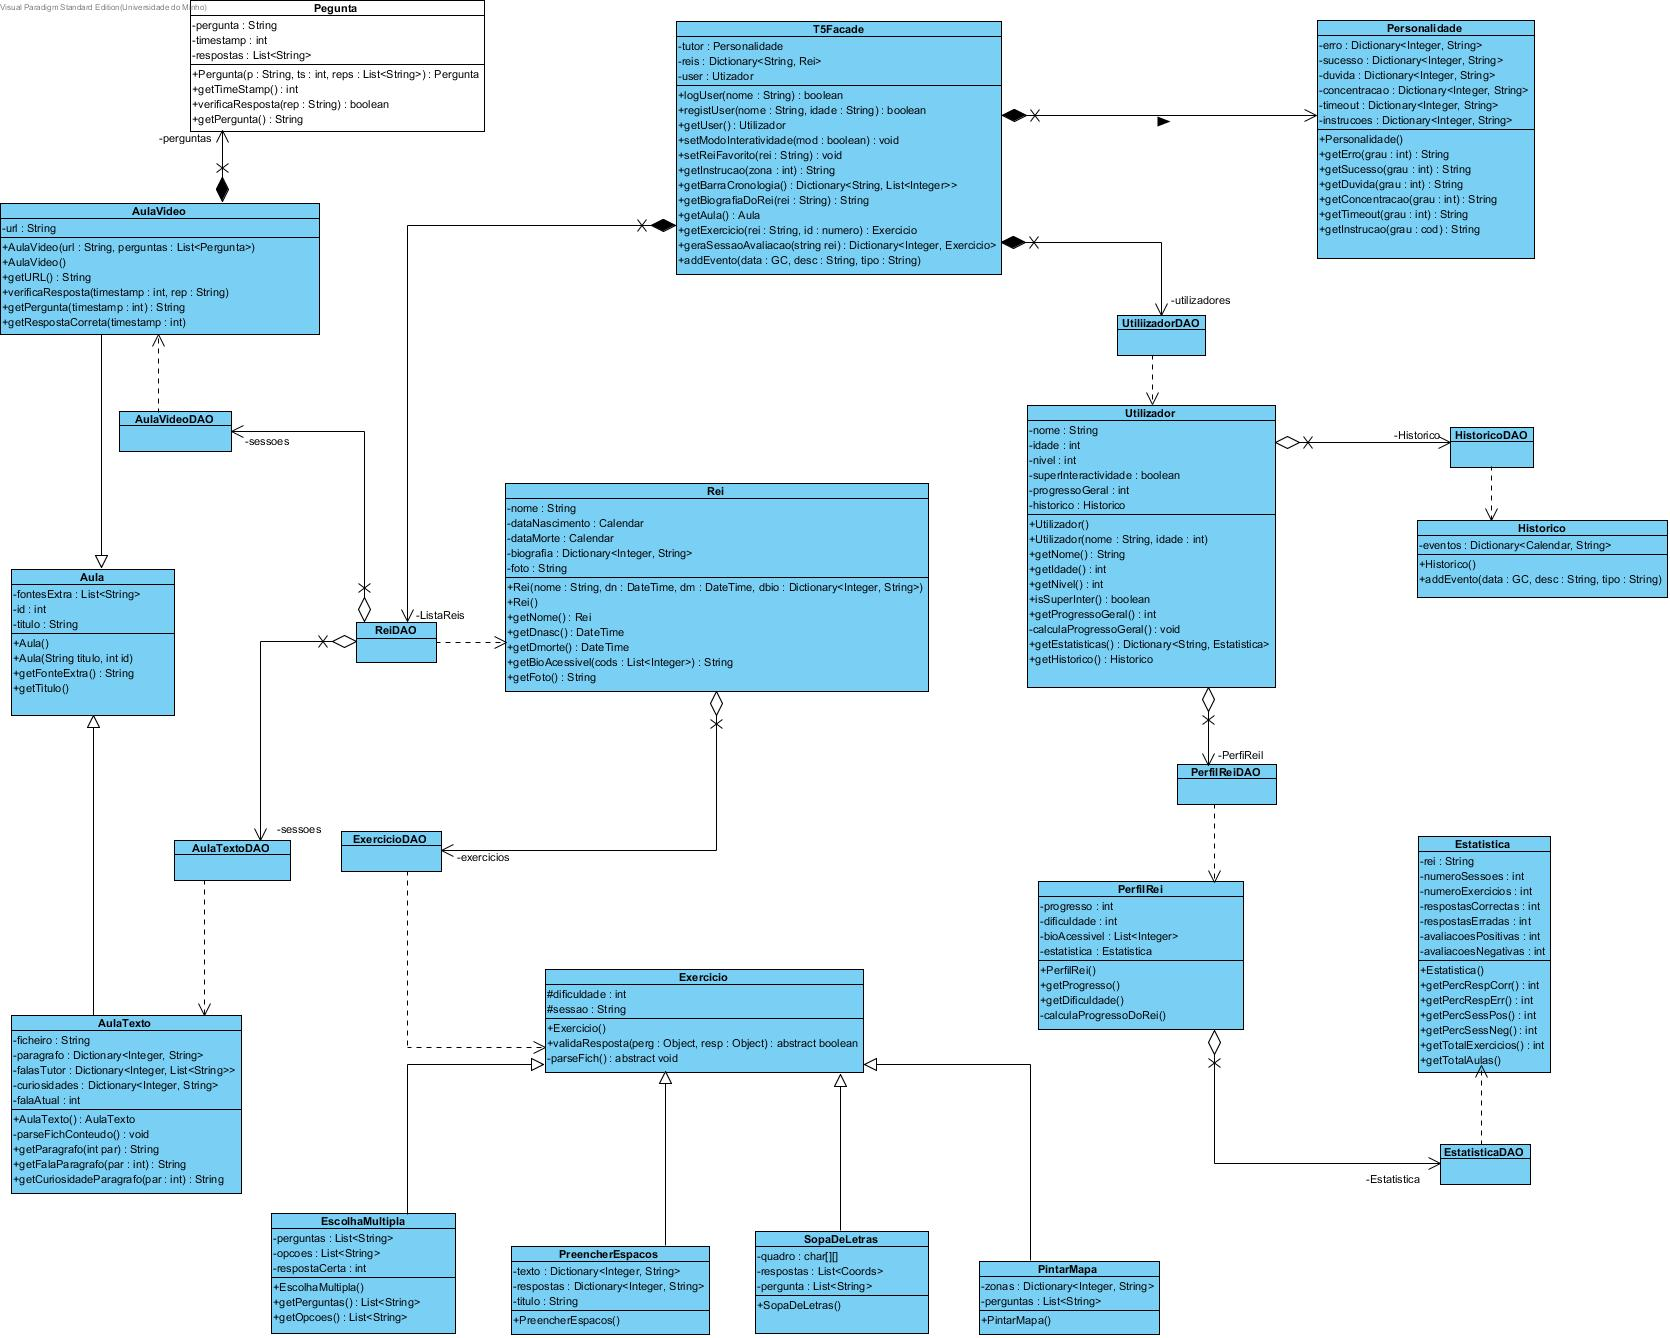 Visual Paradigm Standard Edition(Universidade do Minho)
Pegunta
-pergunta : String
-timestamp : int
-respostas : List<String>
+Pergunta(p : String, ts : int, reps : List<String>) : Pergunta
+getTimeStamp() : int
+verificaResposta(rep : String) : boolean
+getPergunta() : String
-perguntas
T5Facade
-tutor : Personalidade
-reis : Dictionary<String, Rei>
-user : Utizador
+logUser(nome : String) : boolean
+registUser(nome : String, idade : String) : boolean
+getUser() : Utilizador
+setModoInteratividade(mod : boolean) : void
+setReiFavorito(rei : String) : void
+getInstrucao(zona : int) : String
+getBarraCronologia() : Dictionary<String, List<Integer>>
+getBiografiaDoRei(rei : String) : String
+getAula() : Aula
+getExercicio(rei : String, id : numero) : Exercicio
+geraSessaoAvaliacao(string rei) : Dictionary<Integer, Exercicio>
+addEvento(data : GC, desc : String, tipo : String)
Personalidade
-erro : Dictionary<Integer, String>
-sucesso : Dictionary<Integer, String>
-duvida : Dictionary<Integer, String>
-concentracao : Dictionary<Integer, String>
-timeout : Dictionary<Integer, String>
-instrucoes : Dictionary<Integer, String>
+Personalidade()
+getErro(grau : int) : String
+getSucesso(grau : int) : String
+getDuvida(grau : int) : String
+getConcentracao(grau : int) : String
+getTimeout(grau : int) : String
+getInstrucao(grau : cod) : String
AulaVideo
-url : String
+AulaVideo(url : String, perguntas : List<Pergunta>)
+AulaVideo()
+getURL() : String
+verificaResposta(timestamp : int, rep : String)
+getPergunta(timestamp : int) : String
+getRespostaCorreta(timestamp : int)
-utilizadores
UtilizadorDAO
AulaVideoDAO
-sessoes
Utilizador
-nome : String
-idade : int
-nivel : int
-superInteractividade : boolean
-progressoGeral : int
-historico : Historico
+Utilizador()
+Utilizador(nome : String, idade : int)
+getNome() : String
+getIdade() : int
+getNivel() : int
+isSuperInter() : boolean
+getProgressoGeral() : int
-calculaProgressoGeral() : void
+getEstatisticas() : Dictionary<String, Estatistica>
+getHistorico() : Historico
-Historico
HistoricoDAO
Historico
-eventos : Dictionary<Calendar, String>
+Historico()
+addEvento(data : GC, desc : String, tipo : String)
Rei
-nome : String
-dataNascimento : Calendar
-dataMorte : Calendar
-biografia : Dictionary<Integer, String>
-foto : String
+Rei(nome : String, dn : DateTime, dm : DateTime, dbio : Dictionary<Integer, String>)
+Rei()
+getNome() : Rei
+getDnasc() : DateTime
+getDmorte() : DateTime
+getBioAcessivel(cods : List<Integer>) : String
+getFoto() : String
Aula
-fontesExtra : List<String>
-id : int
-titulo : String
+Aula()
+Aula(String titulo, int id)
+getFonteExtra() : String
+getTitulo()
-ListaReis
ReiDAO
-PerfiReil
PerfilReiDAO
-sessoes
AulaTextoDAO
ExercicioDAO
-exercicios
PerfilRei
-progresso : int
-dificuldade : int
-bioAcessivel : List<Integer>
-estatistica : Estatistica
+PerfilRei()
+getProgresso()
+getDificuldade()
-calculaProgressoDoRei()
Estatistica
-rei : String
-numeroSessoes : int
-numeroExercicios : int
-respostasCorrectas : int
-respostasErradas : int
-avaliacoesPositivas : int
-avaliacoesNegativas : int
+Estatistica()
+getPercRespCorr() : int
+getPercRespErr() : int
+getPercSessPos() : int
+getPercSessNeg() : int
+getTotalExercicios() : int
+getTotalAulas()
Exercicio
#dificuldade : int
#sessao : String
+Exercicio()
+validaResposta(perg : Object, resp : Object) : abstract boolean
-parseFich() : abstract void
AulaTexto
-ficheiro : String
-paragrafo : Dictionary<Integer, String>
-falasTutor : Dictionary<Integer, List<String>>
-curiosidades : Dictionary<Integer, String>
-falaAtual : int
+AulaTexto() : AulaTexto
-parseFichConteudo() : void
+getParagrafo(int par) : String
+getFalaParagrafo(par : int) : String
+getCuriosidadeParagrafo(par : int) : String
EstatisticaDAO
-Estatistica
EscolhaMultipla
-perguntas : List<String>
-opcoes : List<String>
-respostaCerta : int
+EscolhaMultipla()
+getPerguntas() : List<String>
+getOpcoes() : List<String>
PreencherEspacos
-texto : Dictionary<Integer, String>
-respostas : Dictionary<Integer, String>
-titulo : String
+PreencherEspacos()
SopaDeLetras
-quadro : char[][]
-respostas : List<Coords>
-pergunta : List<String>
+SopaDeLetras()
PintarMapa
-zonas : Dictionary<Integer, String>
-perguntas : List<String>
+PintarMapa()